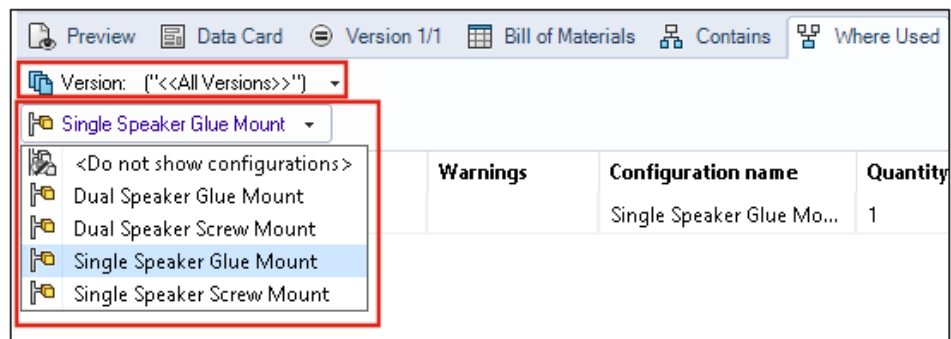 Preview Data Card Version 1/1 Bill of Materials Contains Where Used
Version: ("<<All Versions>>")
Single Speaker Glue Mount
<Do not show configurations>
Warnings Configuration name Quantity
Dual Speaker Glue Mount
Single Speaker Glue Mo... 1
Dual Speaker Screw Mount
Single Speaker Glue Mount
Single Speaker Screw Mount